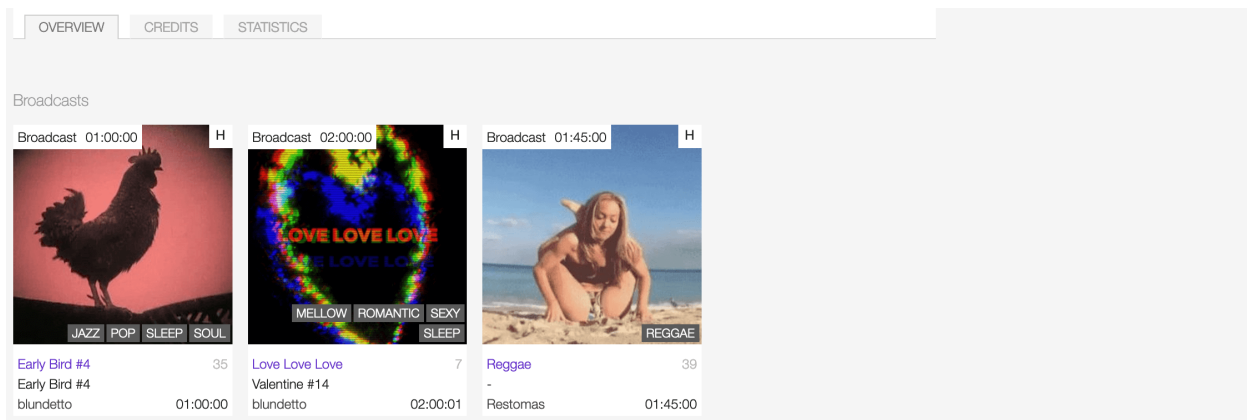 OVERVIEW CREDITS STATISTICS
Broadcasts
Broadcast 01:00:00 H
JAZZ POP SLEEP SOUL
Early Bird #4 35
Early Bird #4
blundetto 01:00:00
Broadcast 02:00:00 H
LOVE LOVE LOVE
LOVE LOVE LOVE
MELLOW ROMANTIC SEXY
SLEEP
Love Love Love 7
Valentine #14
blundetto 02:00:01
Broadcast 01:45:00 H
REGGAE
Reggae 39
-
Restomas 01:45:00